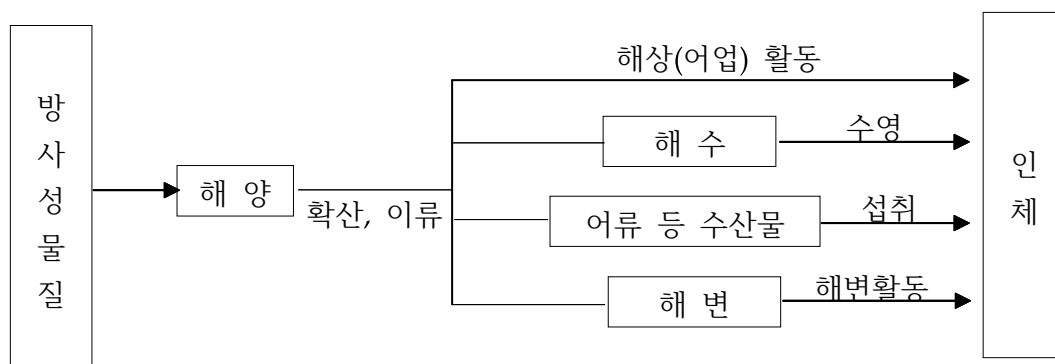 방
사
성
물
질
해 양
확산, 이류
해상(어업) 활동
해 수
수영
어류 등 수산물
섭취
해 변
해변활동
인
체